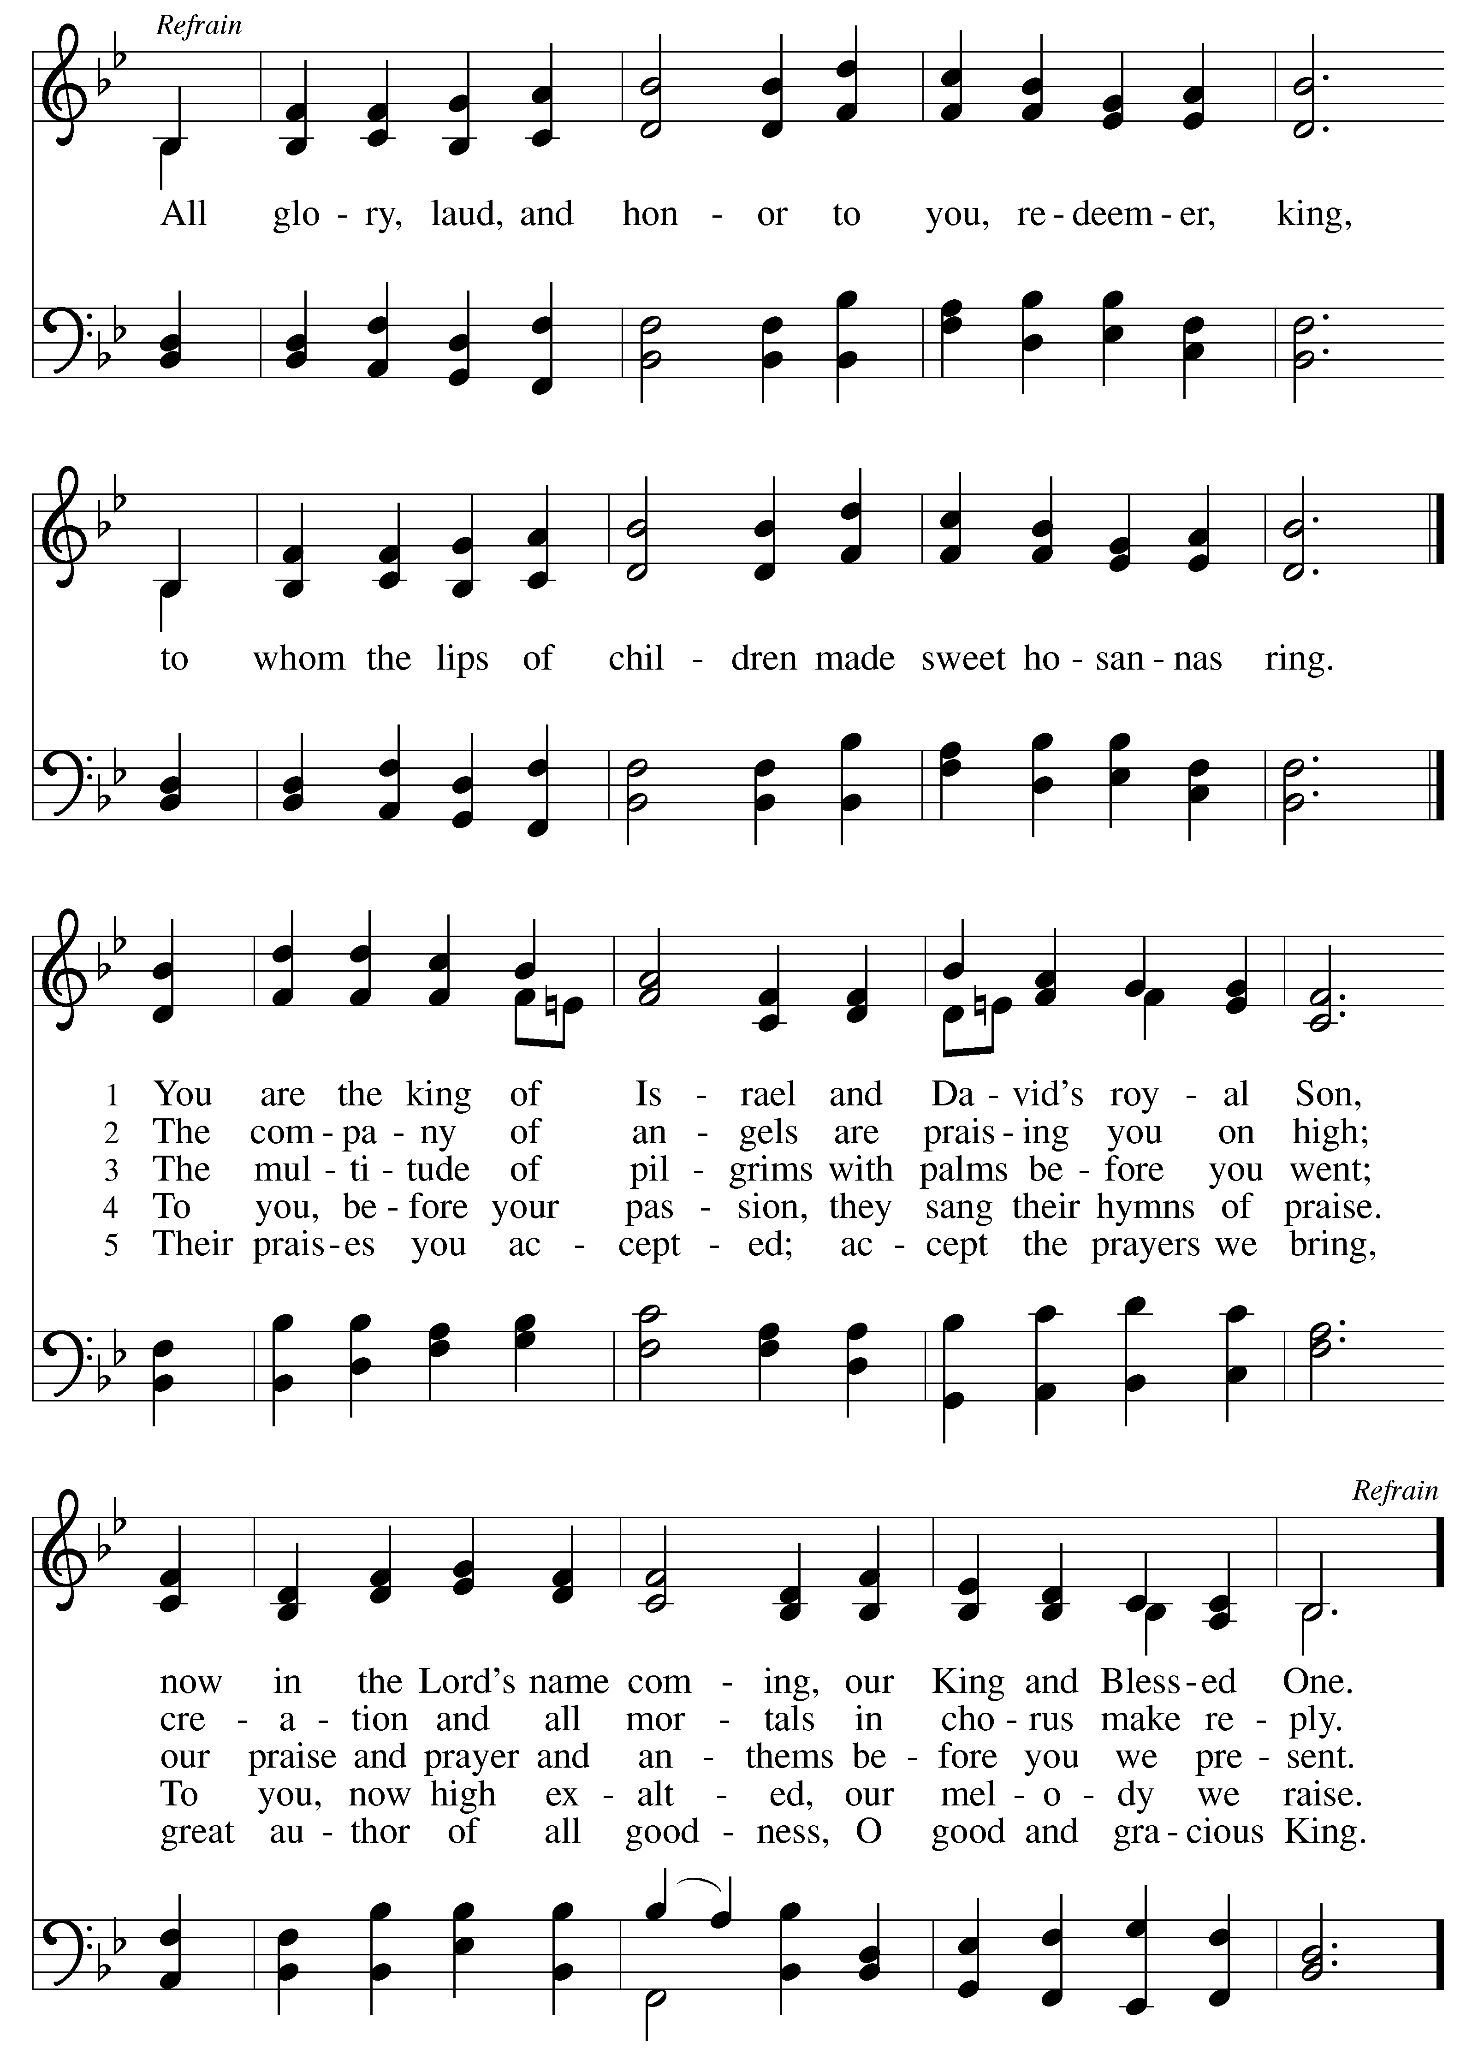 Refrain
All glo - ry, laud, and hon - or to you, re - deem - er, king,
to whom the lips of chil - dren made sweet ho - san - nas ring.
1 You are the king of Is - rael and Da - vid's roy - al Son,
2 The com - pa - ny of an - gels are prais - ing you on high;
3 The mul - ti - tude of pil - grims with palms be - fore you went;
4 To you, be - fore your pas - sion, they sang their hymns of praise.
5 Their prais - es you ac - cept - ed; ac - cept the prayers we bring,
Refrain
now in the Lord's name com - ing, our King and Bless - ed One.
cre - a - tion and all mor - tals in cho - rus make re - ply.
our praise and prayer and an - thems be - fore you we pre - sent.
To you, now high ex - alt - ed, our mel - o - dy we raise.
great au - thor of all good - ness, O good and gra - cious King.